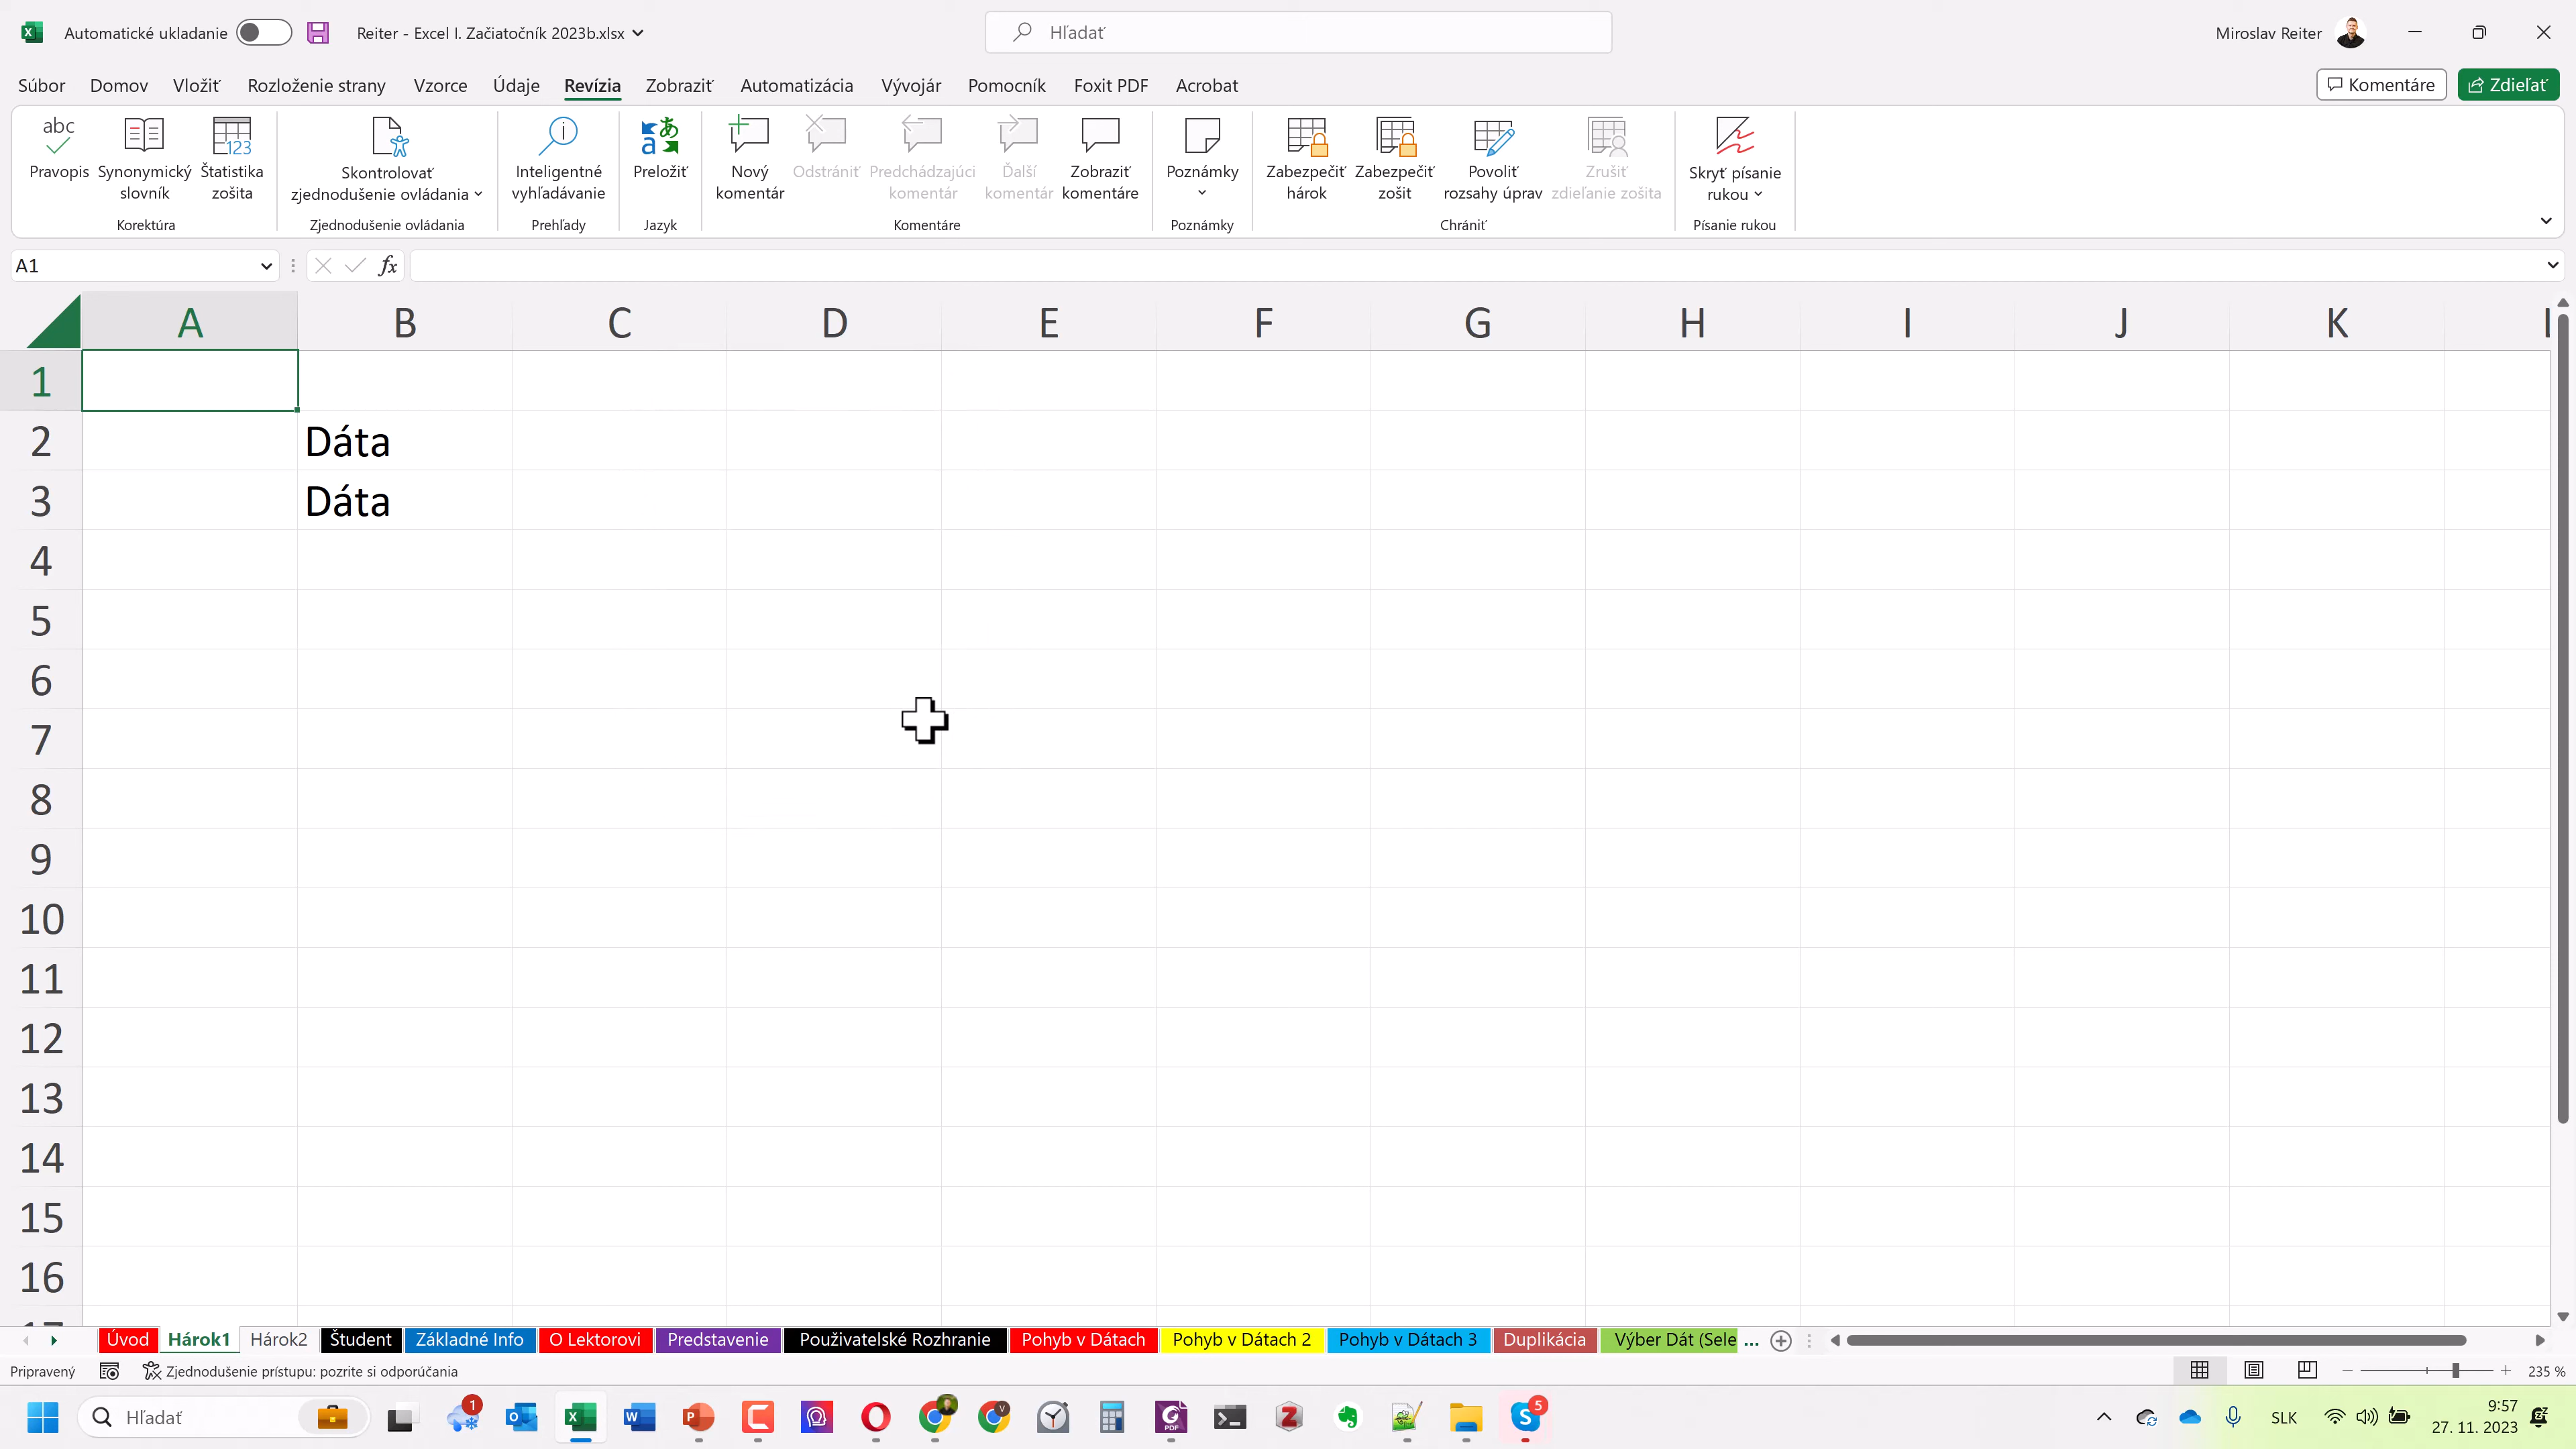 Automatické ukladanie
Reiter - Excel I. Začiatočník 2023b.xlsx
Hľadať
Miroslav Reiter
Súbor Domov Vložiť Rozloženie strany Vzorce Údaje Revízia Zobraziť Automatizácia Vývojár Pomocník Foxit PDF Acrobat
Komentáre
Zdieľať
abc
Pravopis
Synonymický
slovník
123
Štatistika
zošita
Korektúra
Skontrolovať
zjednodušenie ovládania
Zjednodušenie ovládania
Inteligentné
vyhľadávanie
Prehľady
Preložiť
Jazyk
Nový
komentár
Odstrániť
Predchádzajúci
komentár
Ďalší
komentár
Zobraziť
komentáre
Komentáre
Poznámky
Poznámky
Zabezpečiť
hárok
Zabezpečiť
zošit
Povoliť
rozsahy úprav
Zrušiť
zdieľanie zošita
Chrániť
Skryť písanie
rukou
Písanie rukou
A1
fx
A B C D E F G H I J K
1
2 Dáta
3 Dáta
4
5
6
7
8
9
10
11
12
13
14
15
16
Úvod Hárok1 Hárok2 Študent Základné Info O Lektorovi Predstavenie Použivatelské Rozhranie Pohyb v Dátach Pohyb v Dátach 2 Pohyb v Dátach 3 Duplikácia Výber Dát (Sele ...
Pripravený
Zjednodušenie prístupu: pozrite si odporúčania
235 %
Hľadať
1
5
SLK
9:57
27. 11. 2023